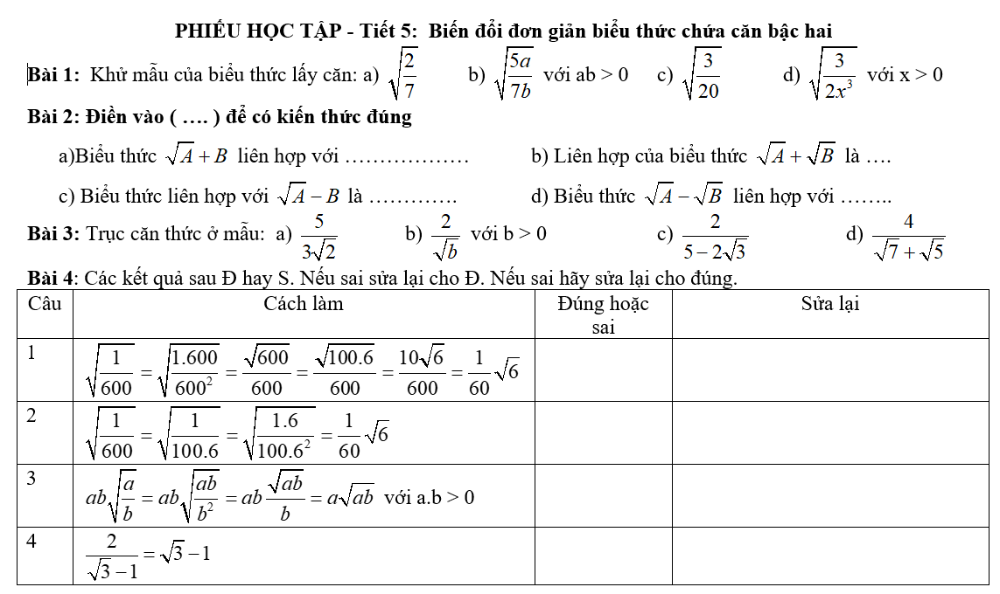 PHIẾU HỌC TẬP - Tiết 5: Biến đổi đơn giản biểu thức chứa căn bậc hai
Bài 1: Khử mẫu của biểu thức lấy căn: a) $\sqrt{\frac{2}{7}}$ b) $\sqrt{\frac{5a}{7b}}$ với ab > 0 c) $\sqrt{\frac{3}{20}}$ d) $\sqrt{\frac{3}{2x^3}}$ với x > 0
Bài 2: Điền vào ( …. ) để có kiến thức đúng
a)Biểu thức $\sqrt{A}+B$ liên hợp với ……………… b) Liên hợp của biểu thức $\sqrt{A}+\sqrt{B}$ là ….
c) Biểu thức liên hợp với $\sqrt{A}-B$ là …………. d) Biểu thức $\sqrt{A}-\sqrt{B}$ liên hợp với ……..
Bài 3: Trục căn thức ở mẫu: a) $\frac{5}{3\sqrt{2}}$ b) $\frac{2}{\sqrt{b}}$ với b > 0 c) $\frac{2}{5-2\sqrt{3}}$ d) $\frac{4}{\sqrt{7}+\sqrt{5}}$
Bài 4: Các kết quả sau Đ hay S. Nếu sai sửa lại cho Đ. Nếu sai hãy sửa lại cho đúng.
Câu Cách làm Đúng hoặc sai Sửa lại
1 $\sqrt{\frac{1}{600}}=\sqrt{\frac{1.600}{600^2}}=\frac{\sqrt{600}}{600}=\frac{\sqrt{100.6}}{600}=\frac{10\sqrt{6}}{600}=\frac{1}{60}\sqrt{6}$
2 $\sqrt{\frac{1}{600}}=\sqrt{\frac{1}{100.6}}=\sqrt{\frac{1.6}{100.6^2}}=\frac{1}{60}\sqrt{6}$
3 $ab\sqrt{\frac{a}{b}}=ab\sqrt{\frac{ab}{b^2}}=ab\frac{\sqrt{ab}}{b}=a\sqrt{ab}$ với a.b > 0
4 $\frac{2}{\sqrt{3}-1}=\sqrt{3}-1$